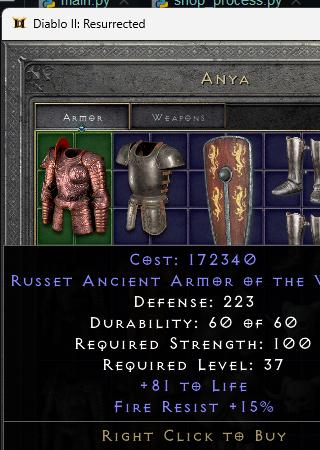 main.py
shop_process.py
Diablo II: Resurrected
ANYA
ARMOR WEAPONS
COST: 172340
RUSSET ANCIENT ARMOR OF THE
DEFENSE: 223
DURABILITY: 60 OF 60
REQUIRED STRENGTH: 100
REQUIRED LEVEL: 37
+81 TO LIFE
FIRE RESIST +15%
RIGHT CLICK TO BUY